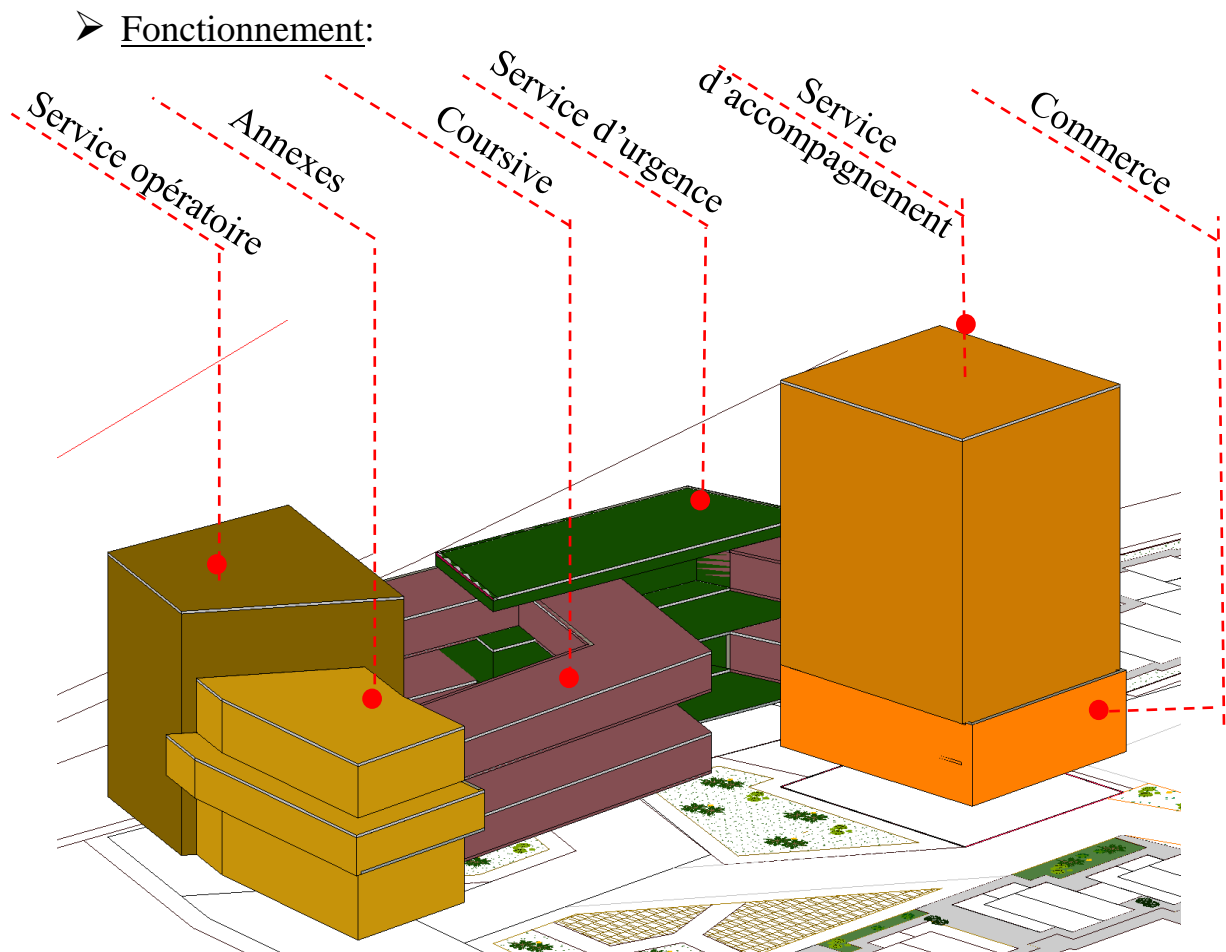 ➢ Fonctionnement:
Service opératoire
Annexes
Coursive
Service d’urgence
Service
d’accompagnement
Commerce